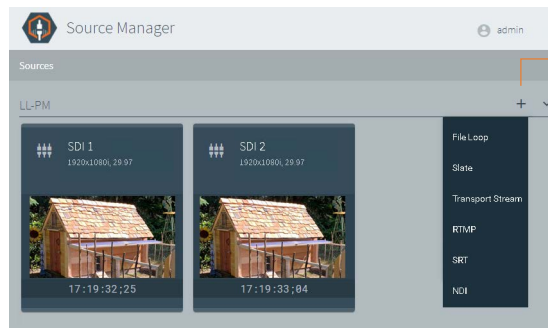 Source Manager
admin
Sources
LL-PM
+
SDI 1
1920x1080i, 29.97
17:19:32;25
SDI 2
1920x1080i, 29.97
17:19:33;04
File Loop
Slate
Transport Stream
RTMP
SRT
NDI